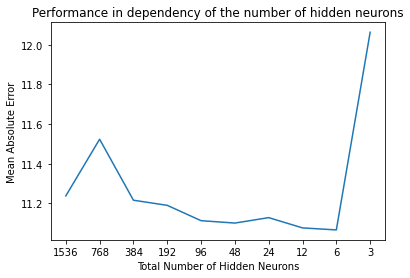 Performance in dependency of the number of hidden neurons
Mean Absolute Error
12.0
11.8
11.6
11.4
11.2
1536 768 384 192 96 48 24 12 6 3
Total Number of Hidden Neurons